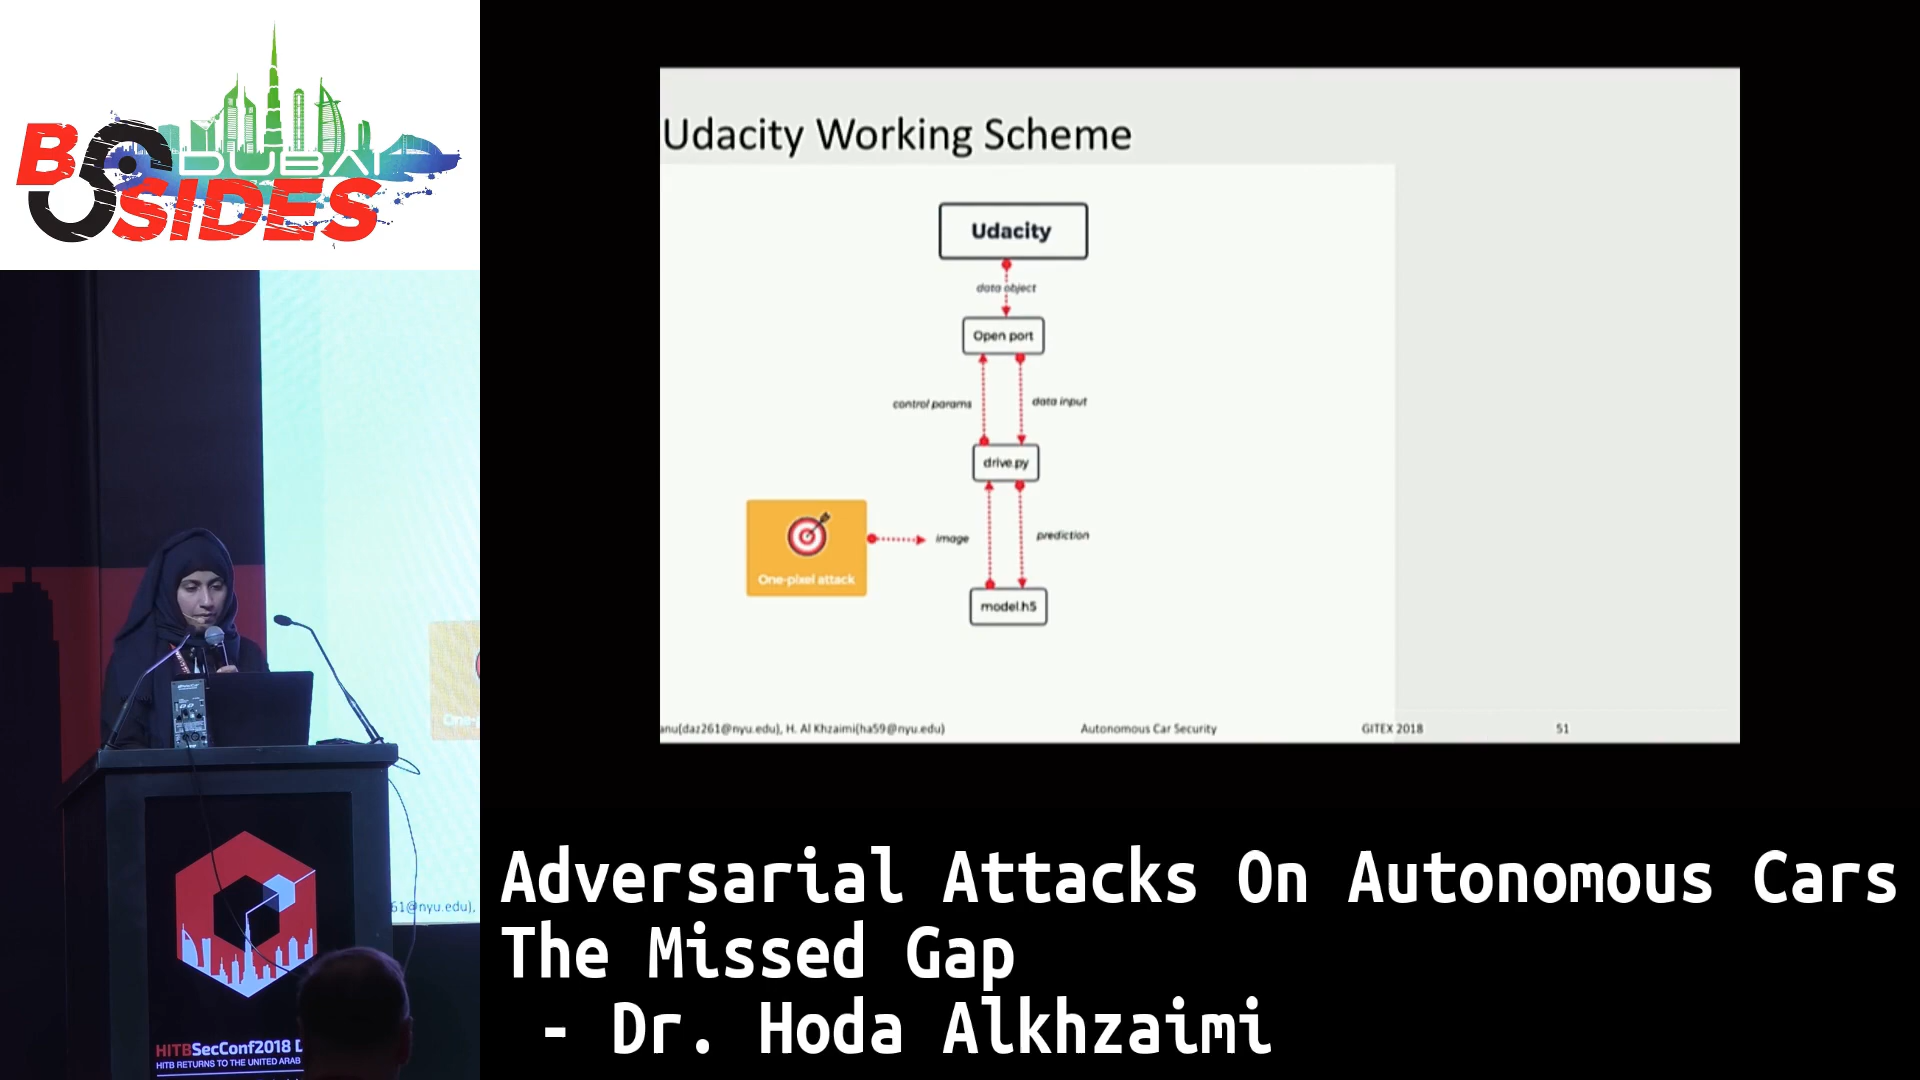 BSIDES
DUBAI
Udacity Working Scheme
Udacity
data object
Open port
control params
data input
drive.py
One-pixel attack
image
prediction
model.h5
anu(daz261@nyu.edu), H. Al Khzaimi(ha59@nyu.edu)
Autonomous Car Security
GITEX 2018
51
61@nyu.edu),
HITBSecConf2018 D
HITB RETURNS TO THE UNITED ARAB
Adversarial Attacks On Autonomous Cars
The Missed Gap
- Dr. Hoda Alkhzaimi